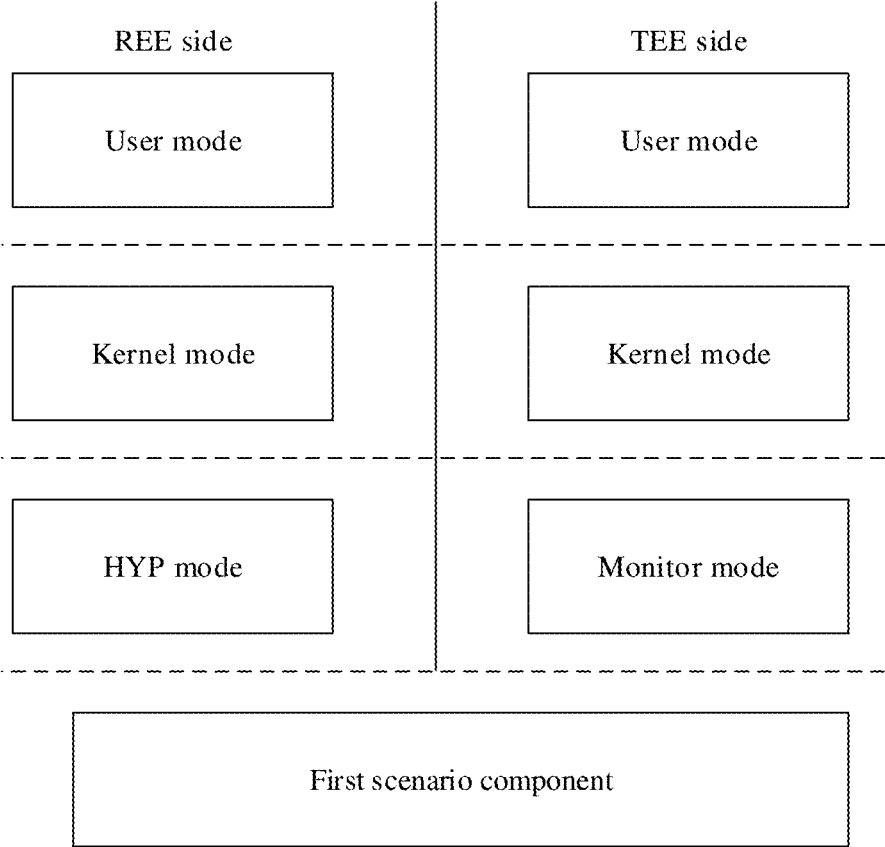 REE side
TEE side
User mode
User mode
Kernel mode
Kernel mode
HYP mode
Monitor mode
First scenario component